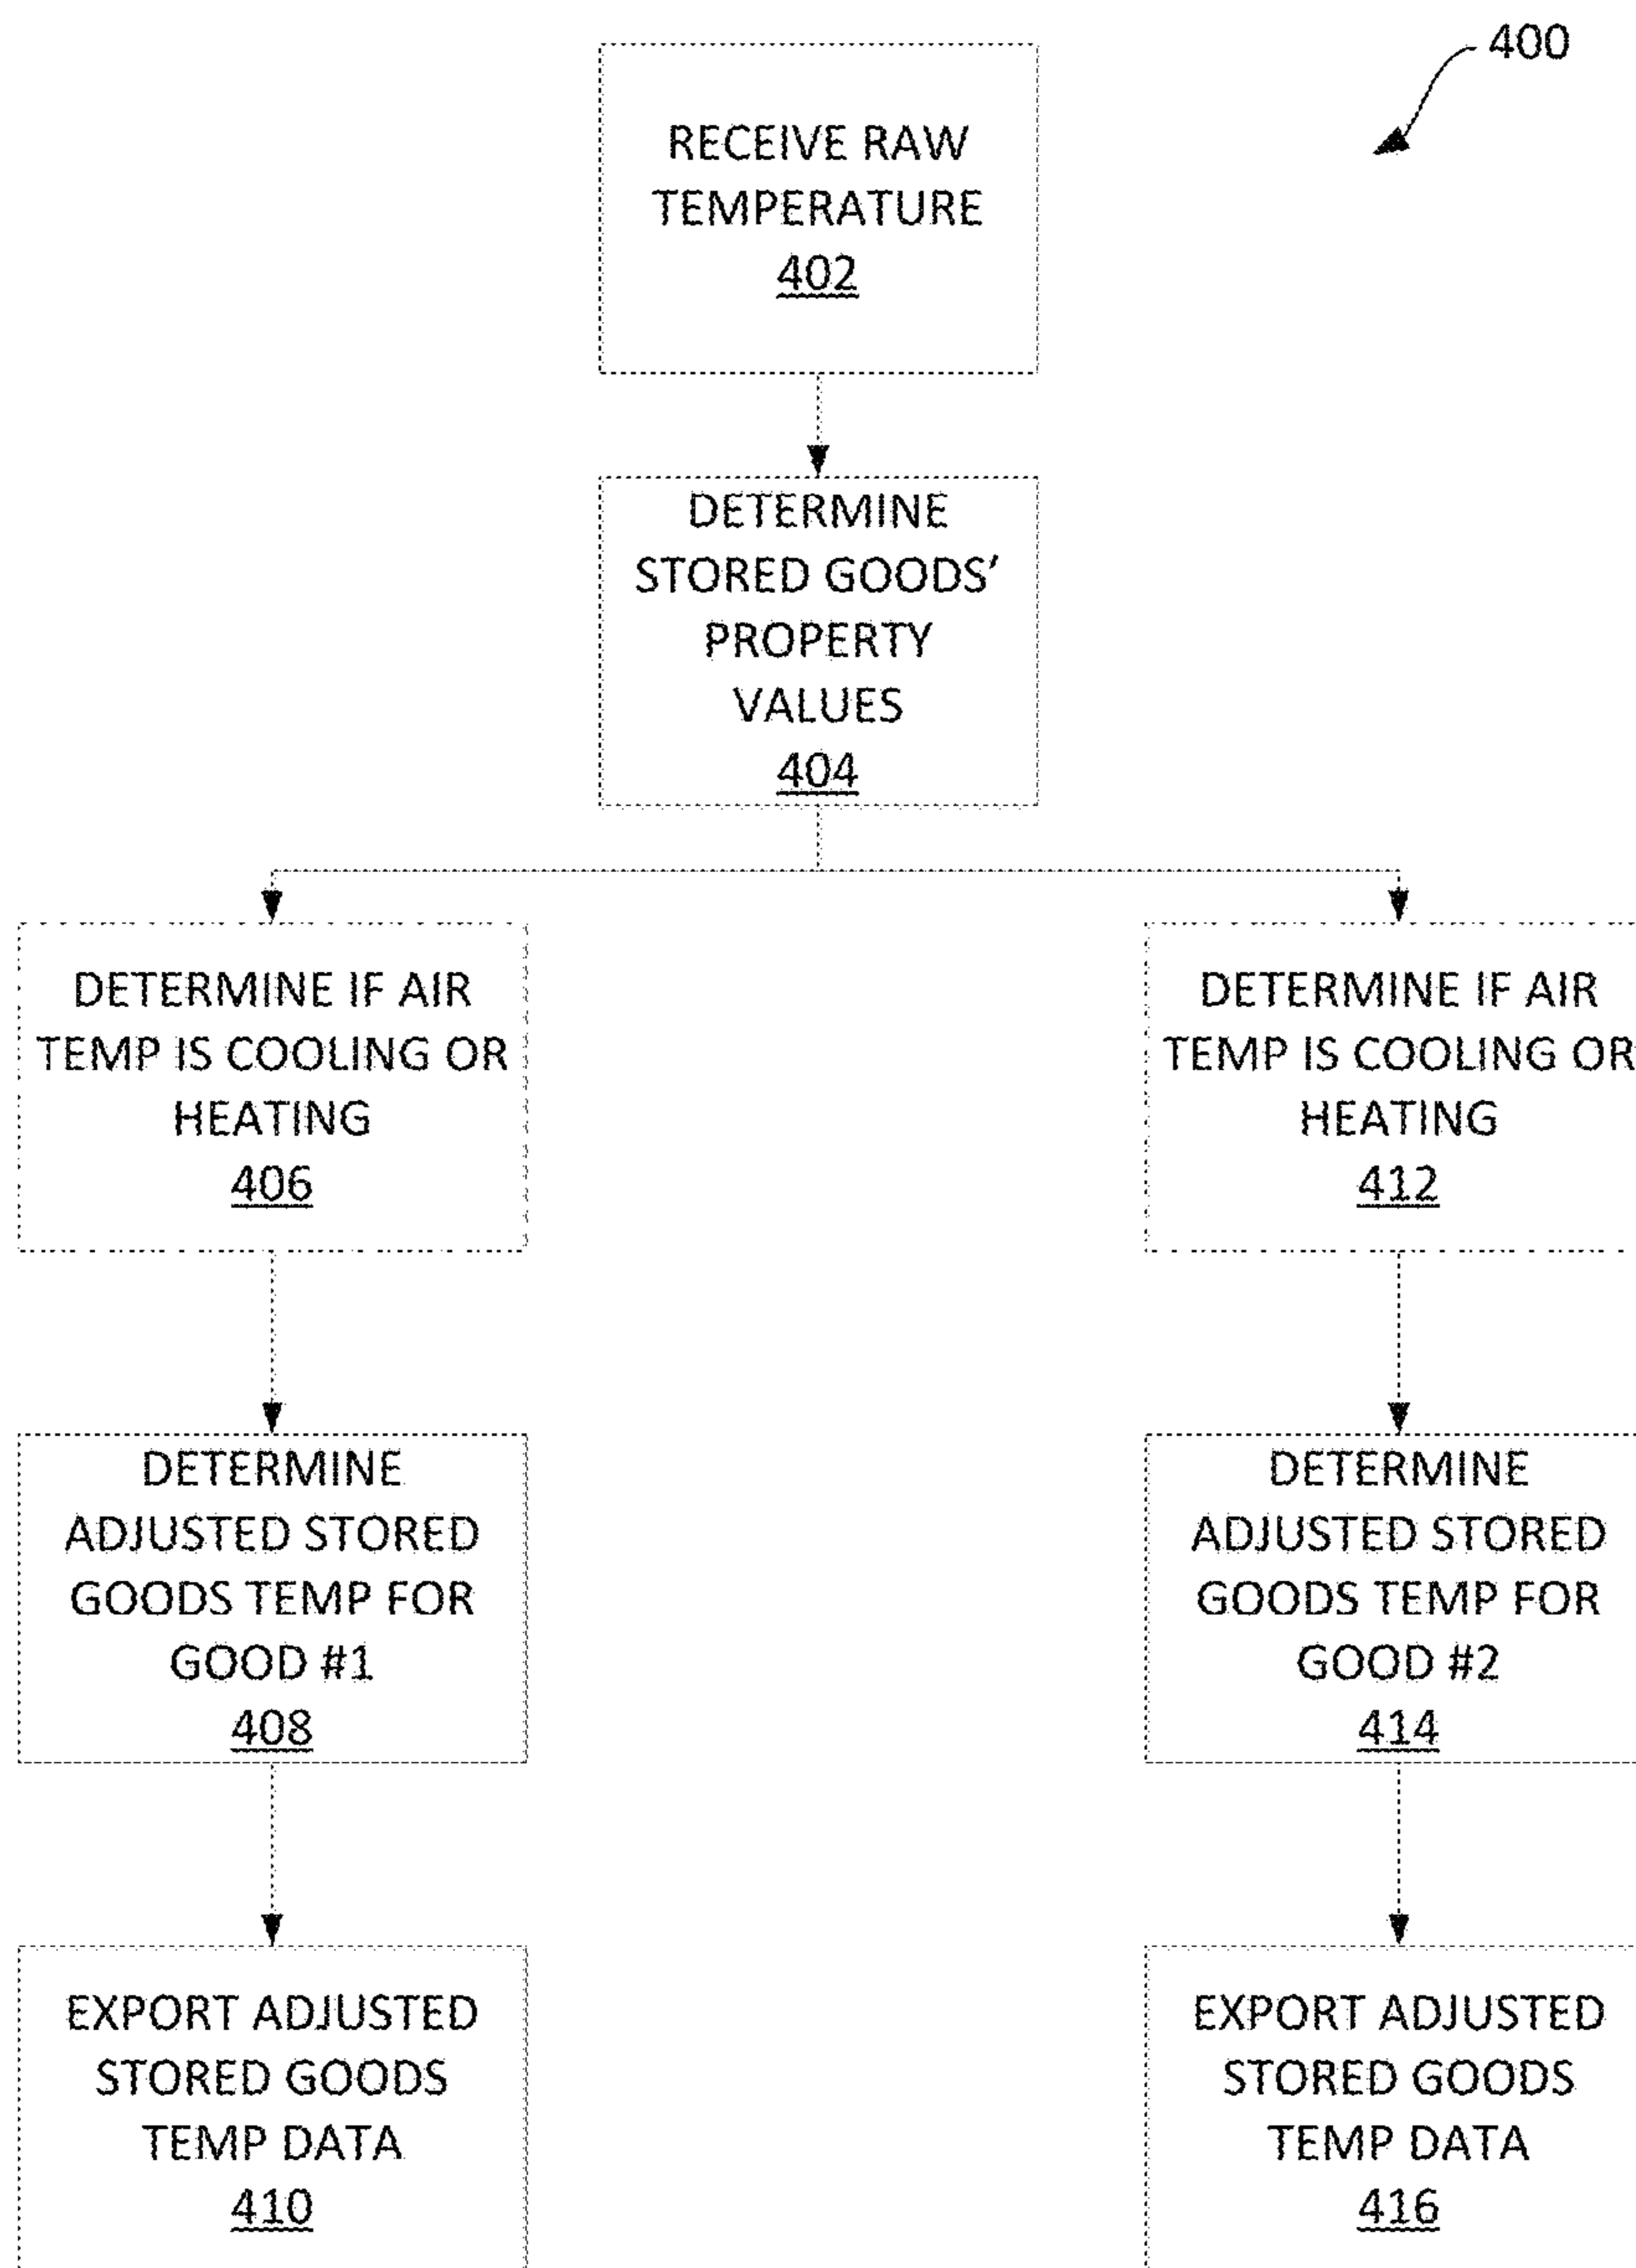 400
RECEIVE RAW
TEMPERATURE
402
DETERMINE
STORED GOODS’
PROPERTY
VALUES
404
DETERMINE IF AIR
TEMP IS COOLING OR
HEATING
406
DETERMINE
ADJUSTED STORED
GOODS TEMP FOR
GOOD #1
408
EXPORT ADJUSTED
STORED GOODS
TEMP DATA
410
DETERMINE IF AIR
TEMP IS COOLING OR
HEATING
412
DETERMINE
ADJUSTED STORED
GOODS TEMP FOR
GOOD #2
414
EXPORT ADJUSTED
STORED GOODS
TEMP DATA
416